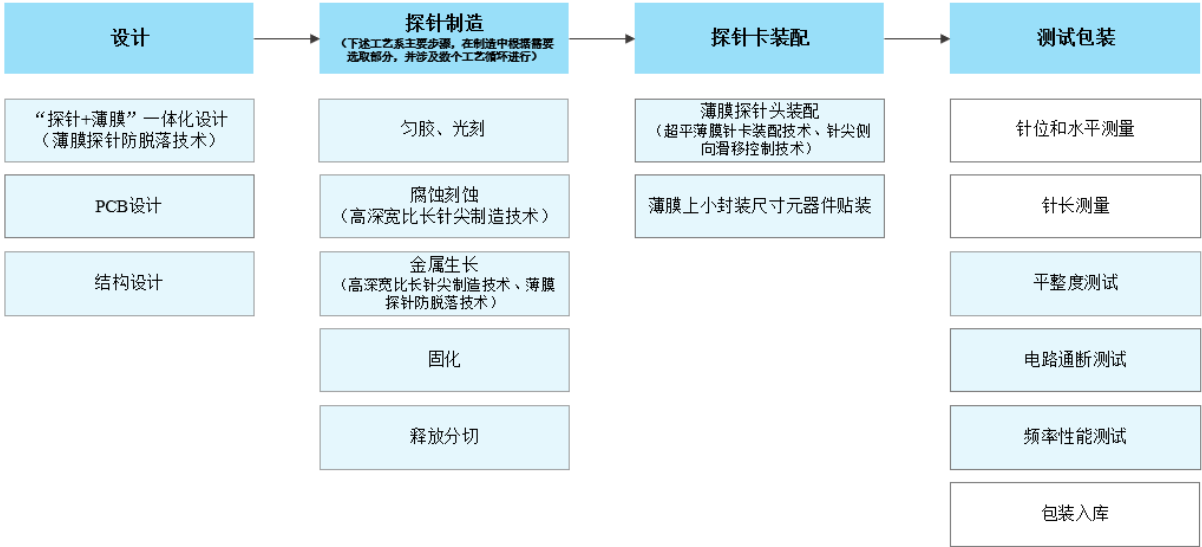 设计
“探针+薄膜”一体化设计
（薄膜探针防脱落技术）
PCB设计
结构设计
探针制造
（下述工艺系主要步骤，在制造中根据需要
选取部分，并涉及数个工艺循环进行）
匀胶、光刻
腐蚀刻蚀
（高深宽比长针尖制造技术）
金属生长
（高深宽比长针尖制造技术、薄膜
探针防脱落技术）
固化
释放分切
探针卡装配
薄膜探针头装配
（超平薄膜针卡装配技术、针尖侧
向滑移控制技术）
薄膜上小封装尺寸元器件贴装
测试包装
针位和水平测量
针长测量
平整度测试
电路通断测试
频率性能测试
包装入库